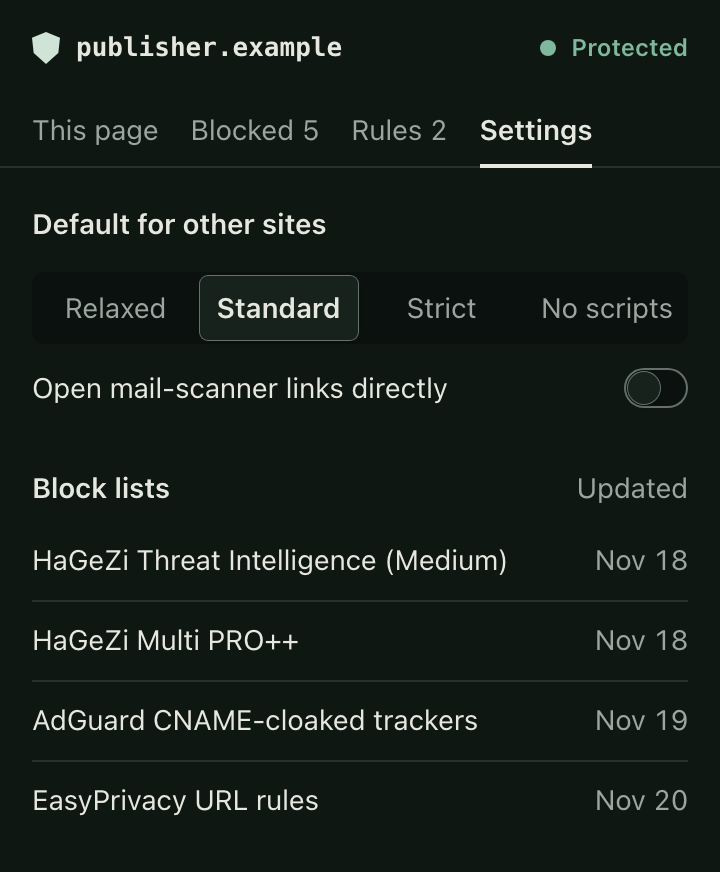 publisher.example Protected
This page Blocked 5 Rules 2 Settings
Default for other sites
Relaxed Standard Strict No scripts
Open mail-scanner links directly
Block lists Updated
HaGeZi Threat Intelligence (Medium) Nov 18
HaGeZi Multi PRO++ Nov 18
AdGuard CNAME-cloaked trackers Nov 19
EasyPrivacy URL rules Nov 20